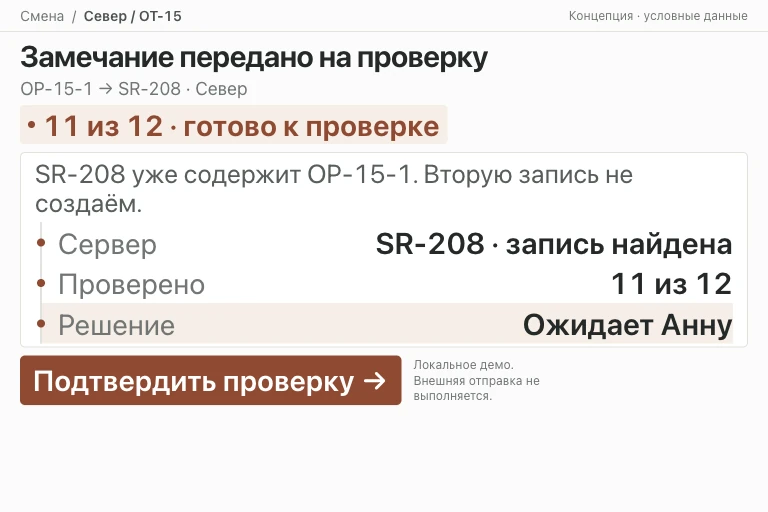 Смена / Север / ОТ-15
Концепция · условные данные
Замечание передано на проверку
OP-15-1 → SR-208 · Север
• 11 из 12 · готово к проверке
SR-208 уже содержит OP-15-1. Вторую запись не
создаём.
Сервер SR-208 · запись найдена
Проверено 11 из 12
Решение Ожидает Анну
Подтвердить проверку →
Локальное демо.
Внешняя отправка не
выполняется.